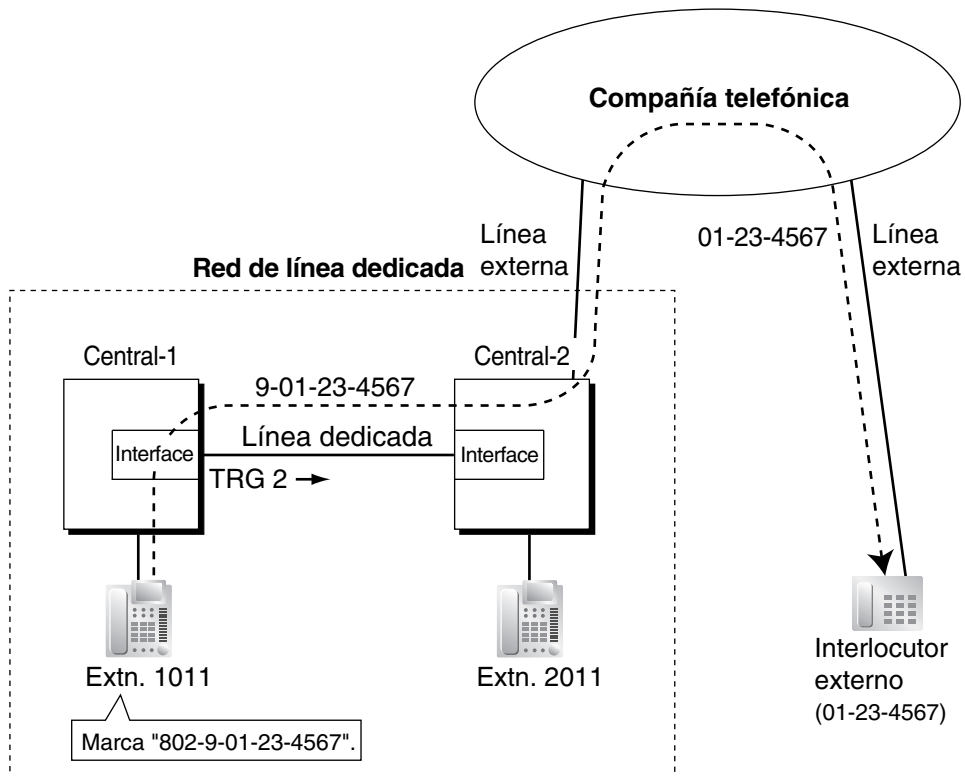 Compañía telefónica
Línea
externa
01-23-4567
Línea
externa
Red de línea dedicada
Central-1
Central-2
9-01-23-4567
Interface
Línea dedicada
Interface
TRG 2
Extn. 1011
Extn. 2011
Interlocutor
externo
(01-23-4567)
Marca "802-9-01-23-4567".